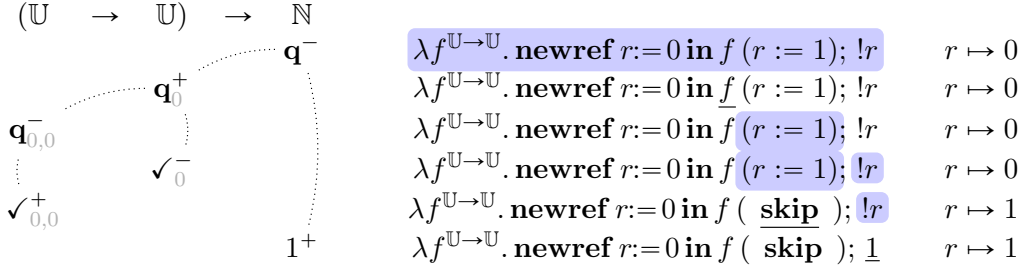 (𝕌 → 𝕌) → ℕ
q⁻ λf^{𝕌→𝕌}. newref r:=0 in f (r := 1); !r r ↦ 0
q₀⁺ λf^{𝕌→𝕌}. newref r:=0 in f (r := 1); !r r ↦ 0
q₀,₀⁻ λf^{𝕌→𝕌}. newref r:=0 in f (r := 1); !r r ↦ 0
✓₀⁻ λf^{𝕌→𝕌}. newref r:=0 in f (r := 1); !r r ↦ 0
✓₀,₀⁺ λf^{𝕌→𝕌}. newref r:=0 in f ( skip ); !r r ↦ 1
1⁺ λf^{𝕌→𝕌}. newref r:=0 in f ( skip ); 1 r ↦ 1